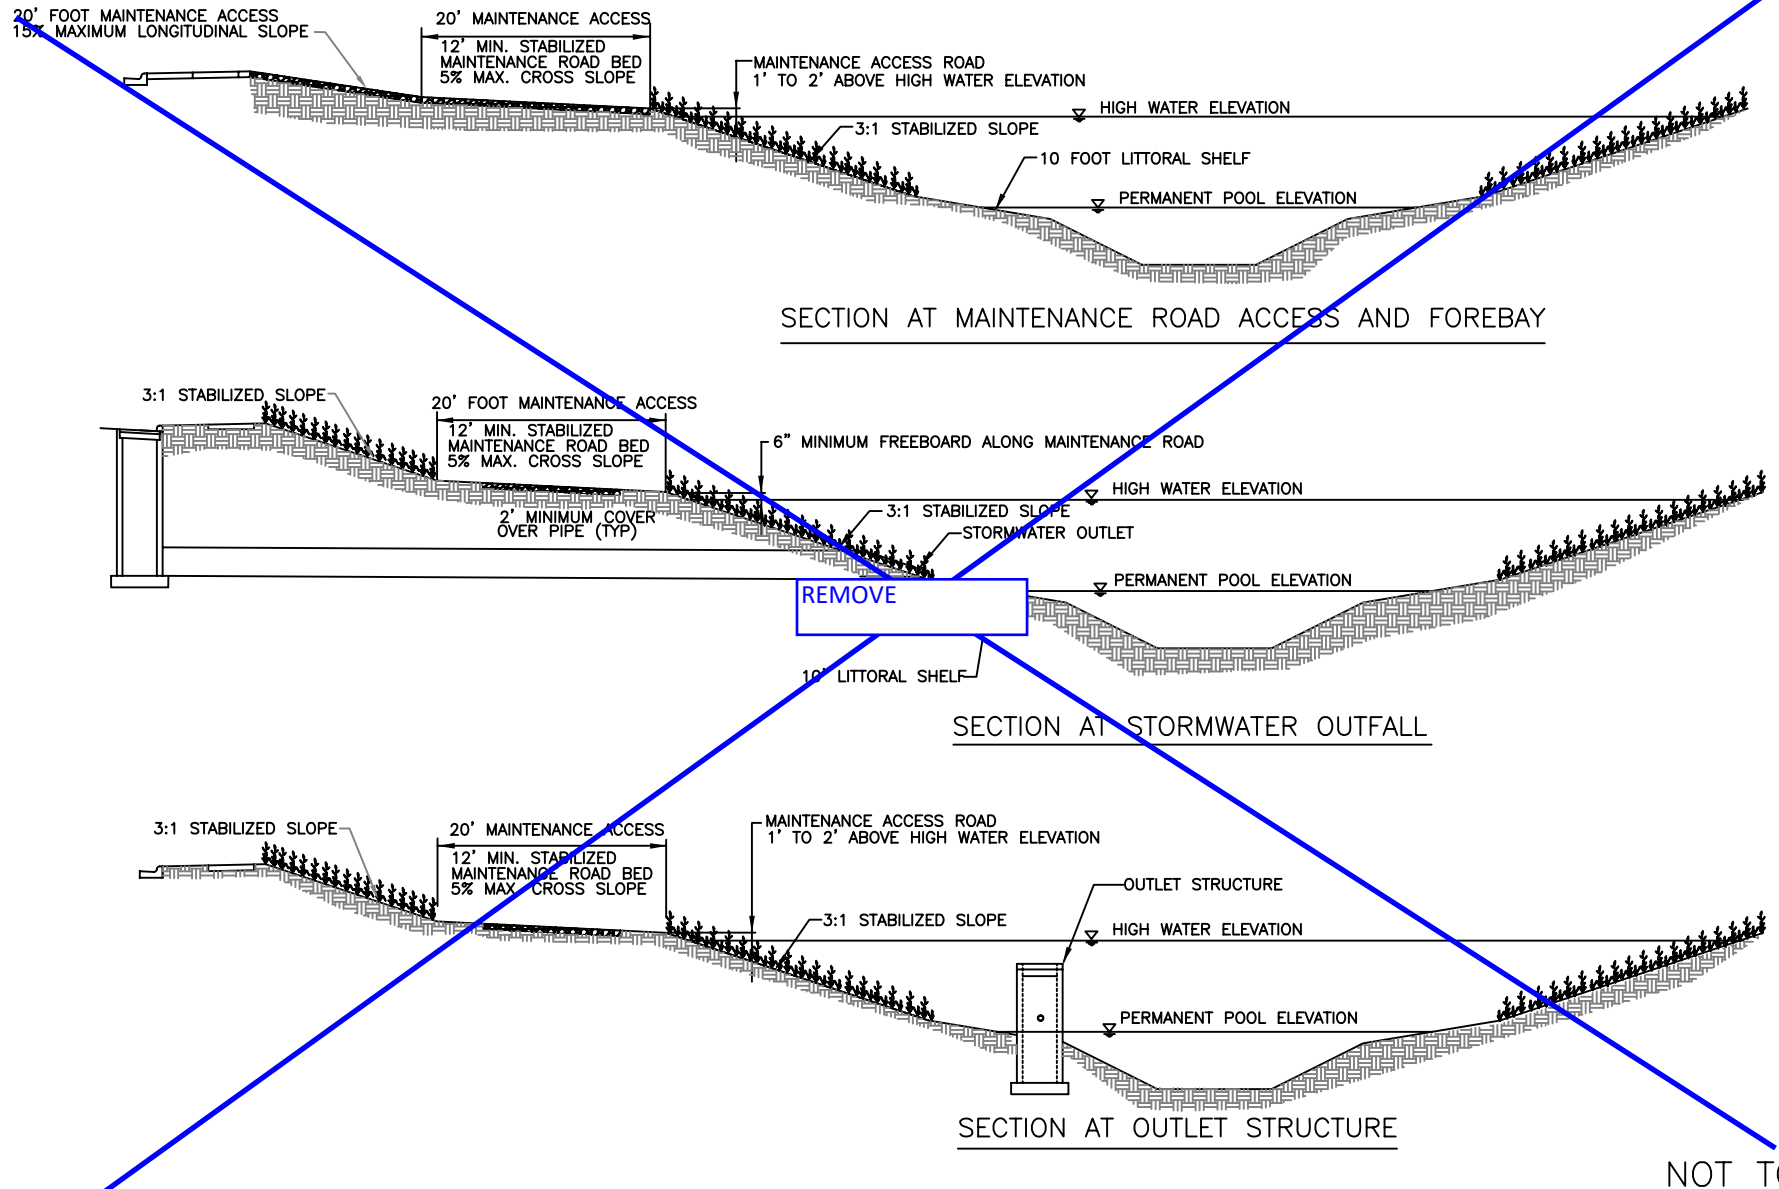 20' FOOT MAINTENANCE ACCESS
15% MAXIMUM LONGITUDINAL SLOPE
20' MAINTENANCE ACCESS
12' MIN. STABILIZED
MAINTENANCE ROAD BED
5% MAX. CROSS SLOPE
MAINTENANCE ACCESS ROAD
1' TO 2' ABOVE HIGH WATER ELEVATION
HIGH WATER ELEVATION
3:1 STABILIZED SLOPE
10 FOOT LITTORAL SHELF
PERMANENT POOL ELEVATION
SECTION AT MAINTENANCE ROAD ACCESS AND FOREBAY
3:1 STABILIZED SLOPE
20' FOOT MAINTENANCE ACCESS
12' MIN. STABILIZED
MAINTENANCE ROAD BED
5% MAX. CROSS SLOPE
6" MINIMUM FREEBOARD ALONG MAINTENANCE ROAD
HIGH WATER ELEVATION
2' MINIMUM COVER
OVER PIPE (TYP)
3:1 STABILIZED SLOPE
STORMWATER OUTLET
PERMANENT POOL ELEVATION
REMOVE
10' LITTORAL SHELF
SECTION AT STORMWATER OUTFALL
3:1 STABILIZED SLOPE
20' MAINTENANCE ACCESS
12' MIN. STABILIZED
MAINTENANCE ROAD BED
5% MAX. CROSS SLOPE
MAINTENANCE ACCESS ROAD
1' TO 2' ABOVE HIGH WATER ELEVATION
OUTLET STRUCTURE
3:1 STABILIZED SLOPE
HIGH WATER ELEVATION
PERMANENT POOL ELEVATION
SECTION AT OUTLET STRUCTURE
NOT TO